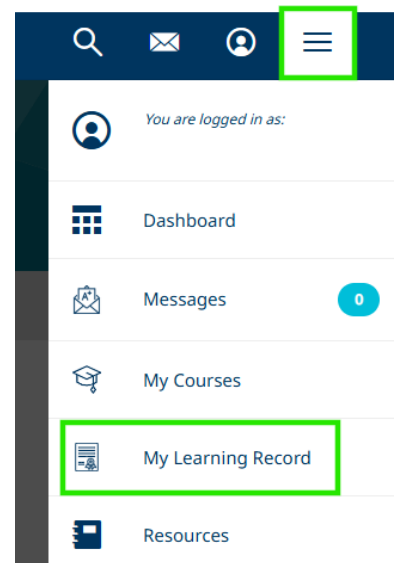 You are logged in as:
Dashboard
Messages
0
My Courses
My Learning Record
Resources